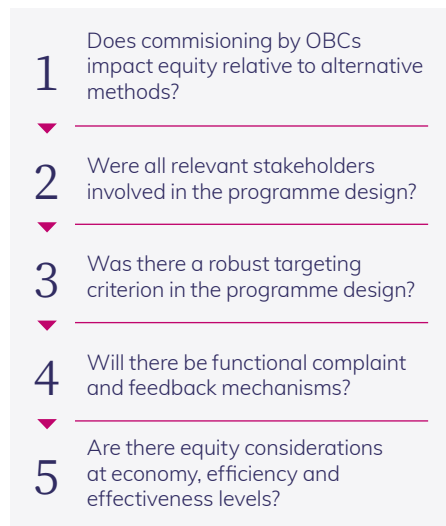 1
Does commisioning by OBCs
impact equity relative to alternative
methods?
2
Were all relevant stakeholders
involved in the programme design?
3
Was there a robust targeting
criterion in the programme design?
4
Will there be functional complaint
and feedback mechanisms?
5
Are there equity considerations
at economy, efficiency and
effectiveness levels?